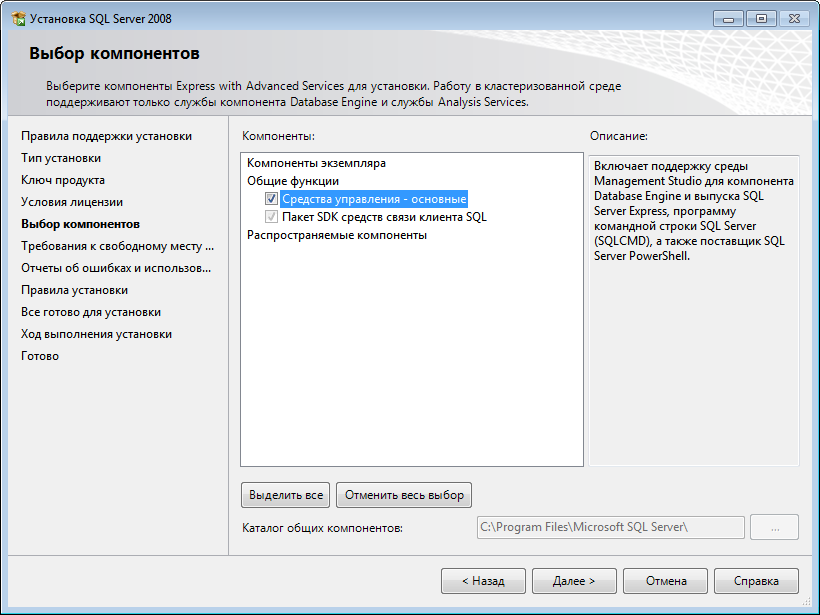 Установка SQL Server 2008
Выбор компонентов
Выберите компоненты Express with Advanced Services для установки. Работу в кластеризованной среде
поддерживают только службы компонента Database Engine и службы Analysis Services.
Правила поддержки установки
Тип установки
Ключ продукта
Условия лицензии
Выбор компонентов
Требования к свободному месту ...
Отчеты об ошибках и использов...
Правила установки
Все готово для установки
Ход выполнения установки
Готово
Компоненты:
Компоненты экземпляра
Общие функции
Средства управления - основные
Пакет SDK средств связи клиента SQL
Распространяемые компоненты
Описание:
Включает поддержку среды
Management Studio для компонента
Database Engine и выпуска SQL
Server Express, программу
командной строки SQL Server
(SQLCMD), а также поставщик SQL
Server PowerShell.
Выделить все
Отменить весь выбор
Каталог общих компонентов:
C:\Program Files\Microsoft SQL Server\
...
< Назад
Далее >
Отмена
Справка